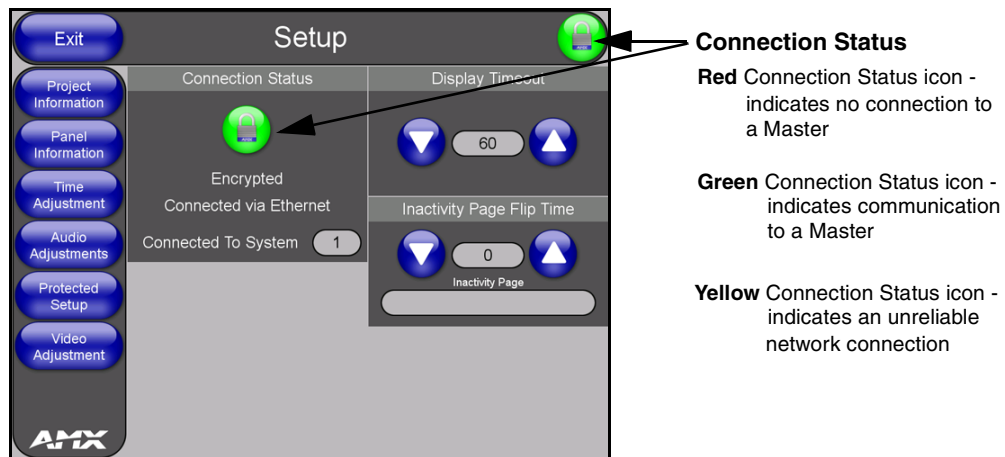 Exit
Setup
AMX
Project
Information
Panel
Information
Time
Adjustment
Audio
Adjustments
Protected
Setup
Video
Adjustment
AMX
Connection Status
AMX
Encrypted
Connected via Ethernet
Connected To System 1
Display Timeout
60
Inactivity Page Flip Time
0
Inactivity Page
Connection Status
Red Connection Status icon -
indicates no connection to
a Master
Green Connection Status icon -
indicates communication
to a Master
Yellow Connection Status icon -
indicates an unreliable
network connection